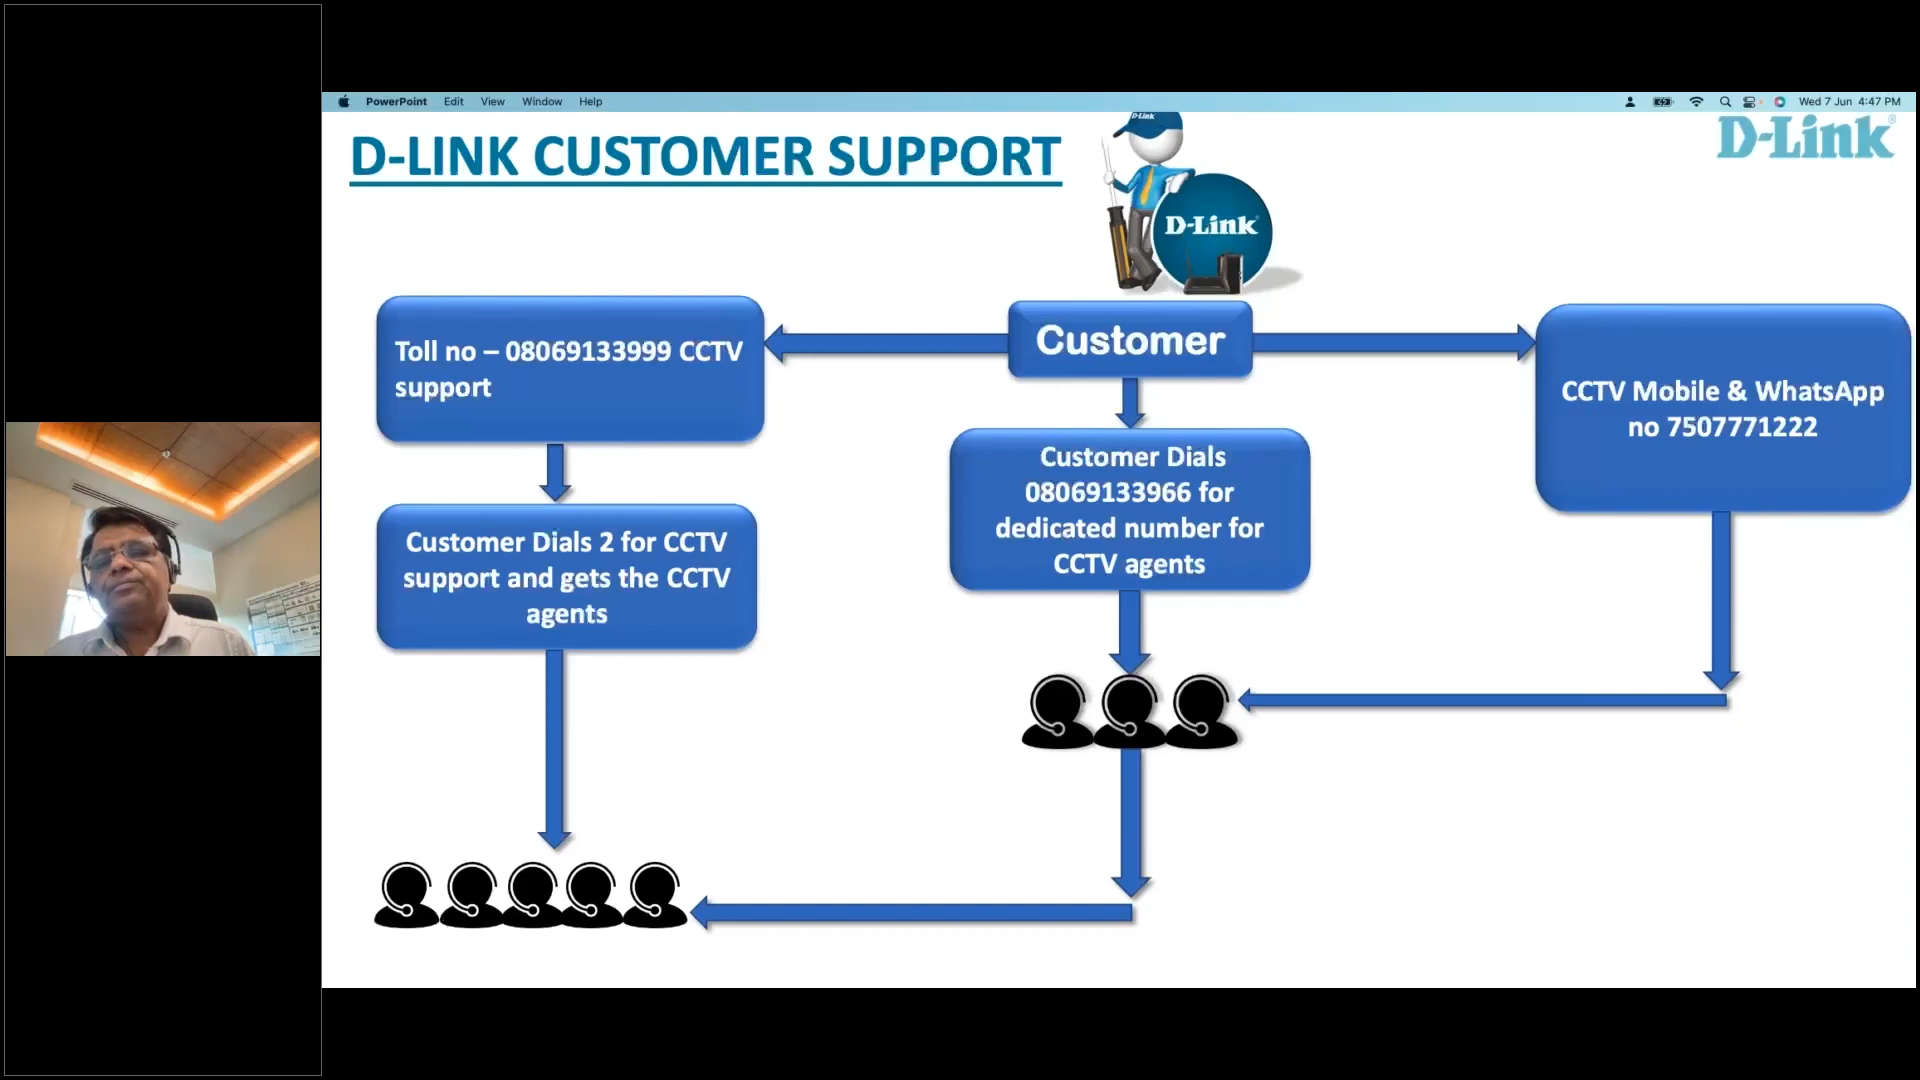 PowerPoint Edit View Window Help
Wed 7 Jun 4:47 PM
D-LINK CUSTOMER SUPPORT
D-Link
D-Link
D-Link®
Toll no – 08069133999 CCTV
support
Customer
CCTV Mobile & WhatsApp
no 7507771222
Customer Dials
08069133966 for
dedicated number for
CCTV agents
Customer Dials 2 for CCTV
support and gets the CCTV
agents